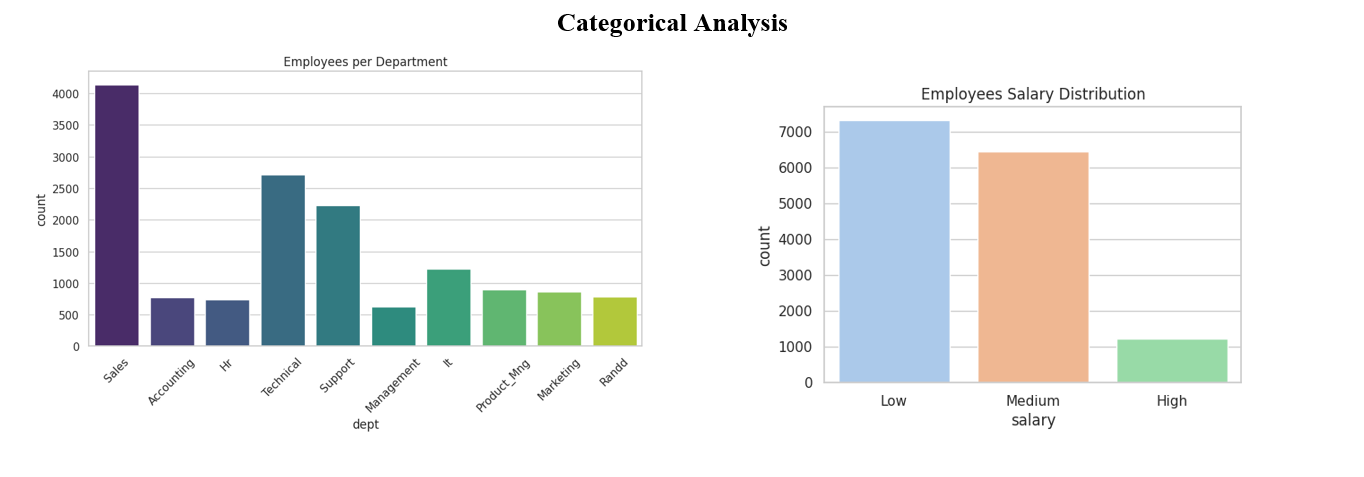 Categorical Analysis
Employees per Department
count
4000
3500
3000
2500
2000
1500
1000
500
0
Sales
Accounting
Hr
Technical
Support
Management
It
Product_Mng
Marketing
Randd
dept
Employees Salary Distribution
count
7000
6000
5000
4000
3000
2000
1000
0
Low
Medium
High
salary